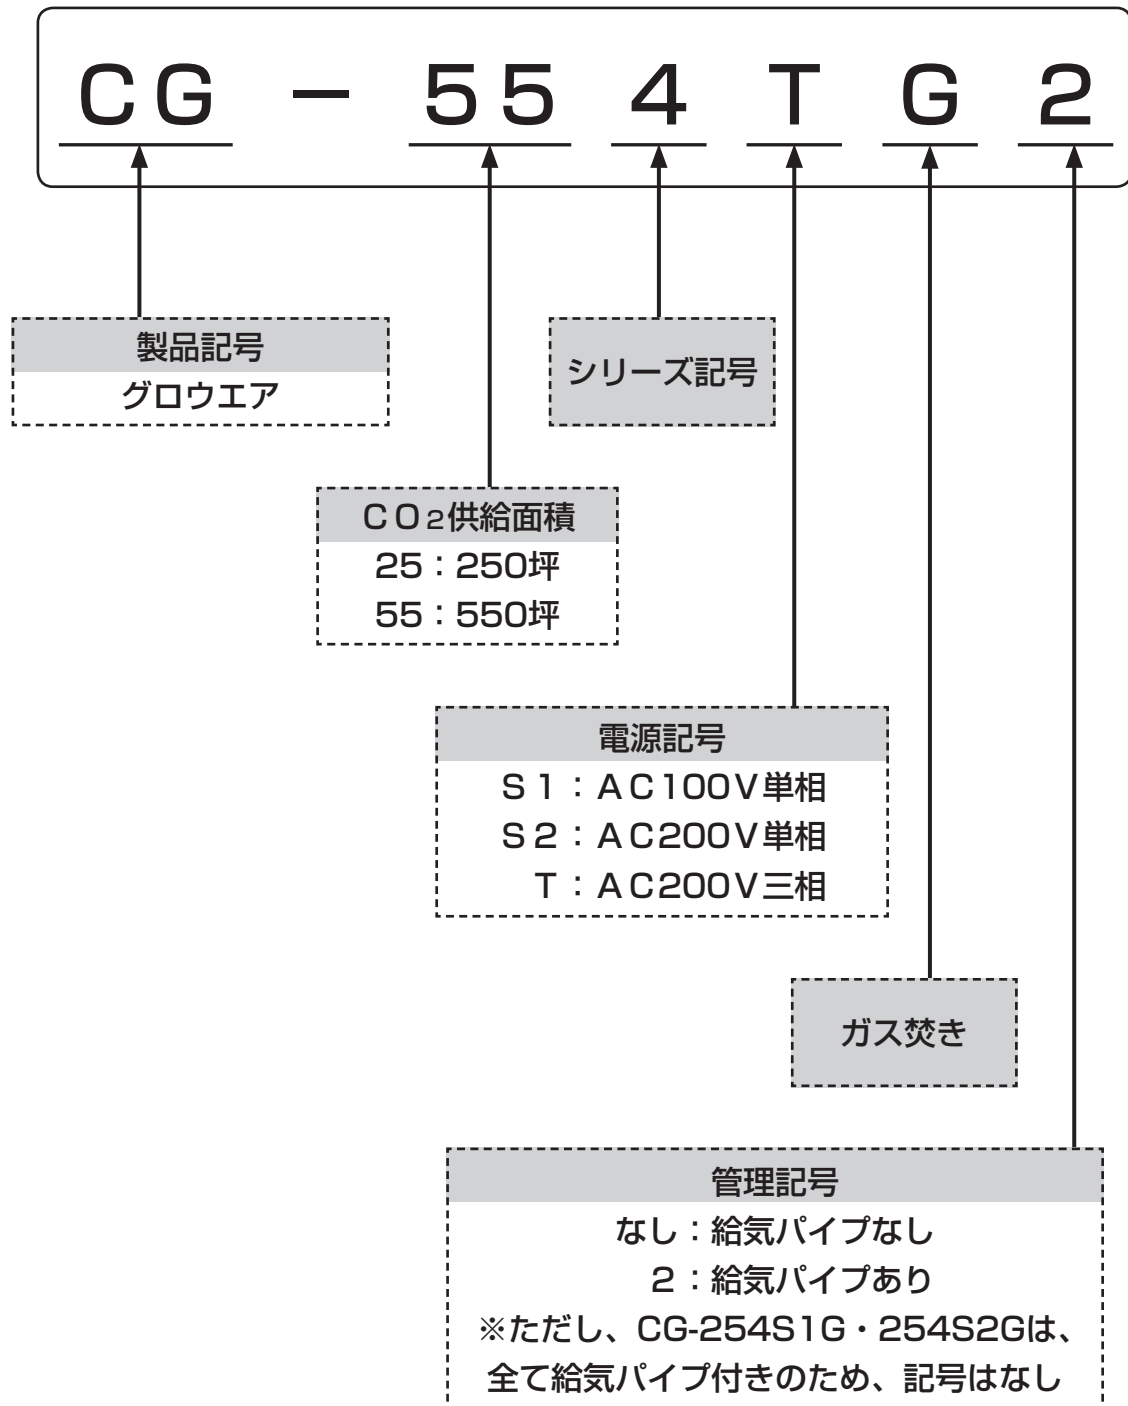 CG－554TG2
製品記号
グロウエア
シリーズ記号
CO2供給面積
25：250坪
55：550坪
電源記号
S1：AC100V単相
S2：AC200V単相
T：AC200V三相
ガス焚き
管理記号
なし：給気パイプなし
2：給気パイプあり
※ただし、CG-254S1G・254S2Gは、
全て給気パイプ付きのため、記号はなし